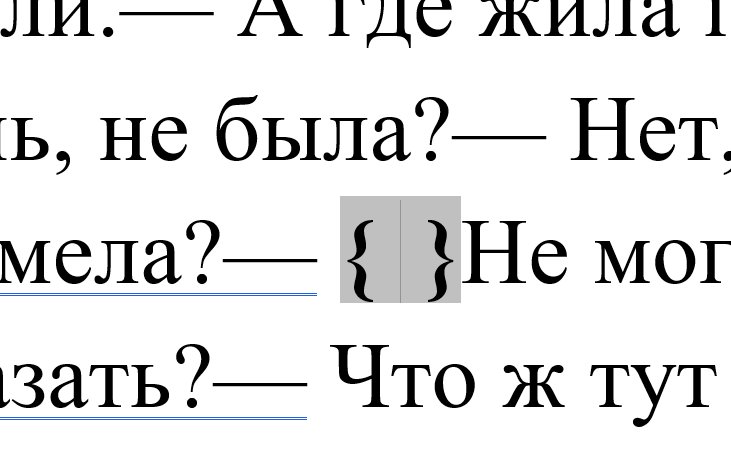 ли.— А где жила
не была?— Нет,
мела?— { }Не мог
азать?— Что ж тут